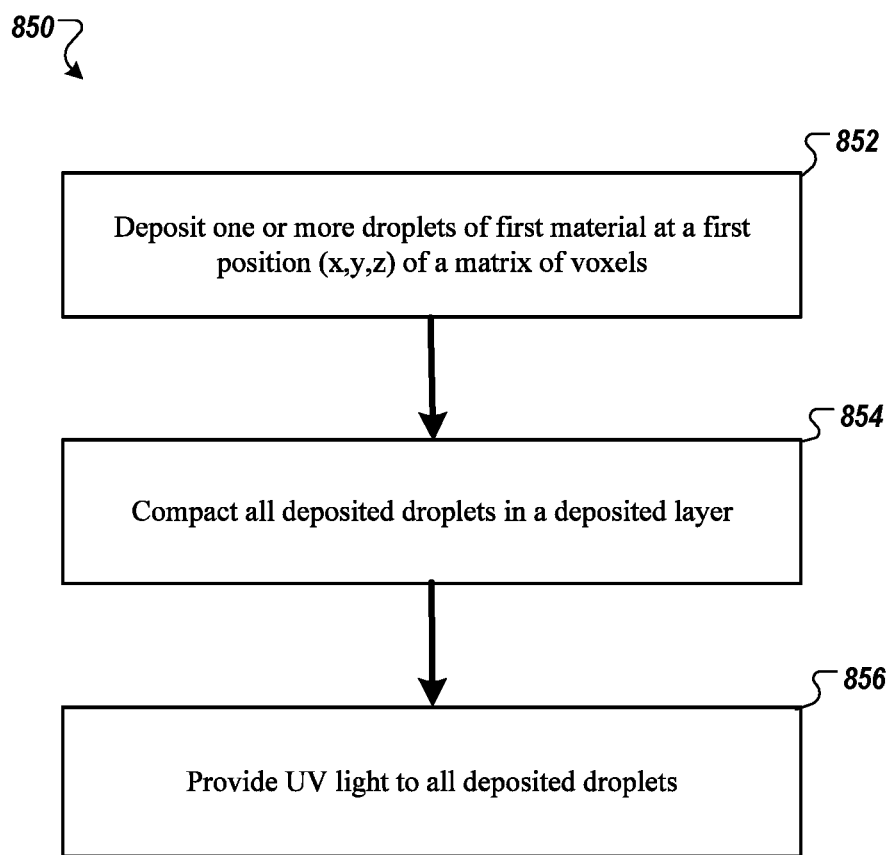 850
852
Deposit one or more droplets of first material at a first
position (x,y,z) of a matrix of voxels
854
Compact all deposited droplets in a deposited layer
856
Provide UV light to all deposited droplets